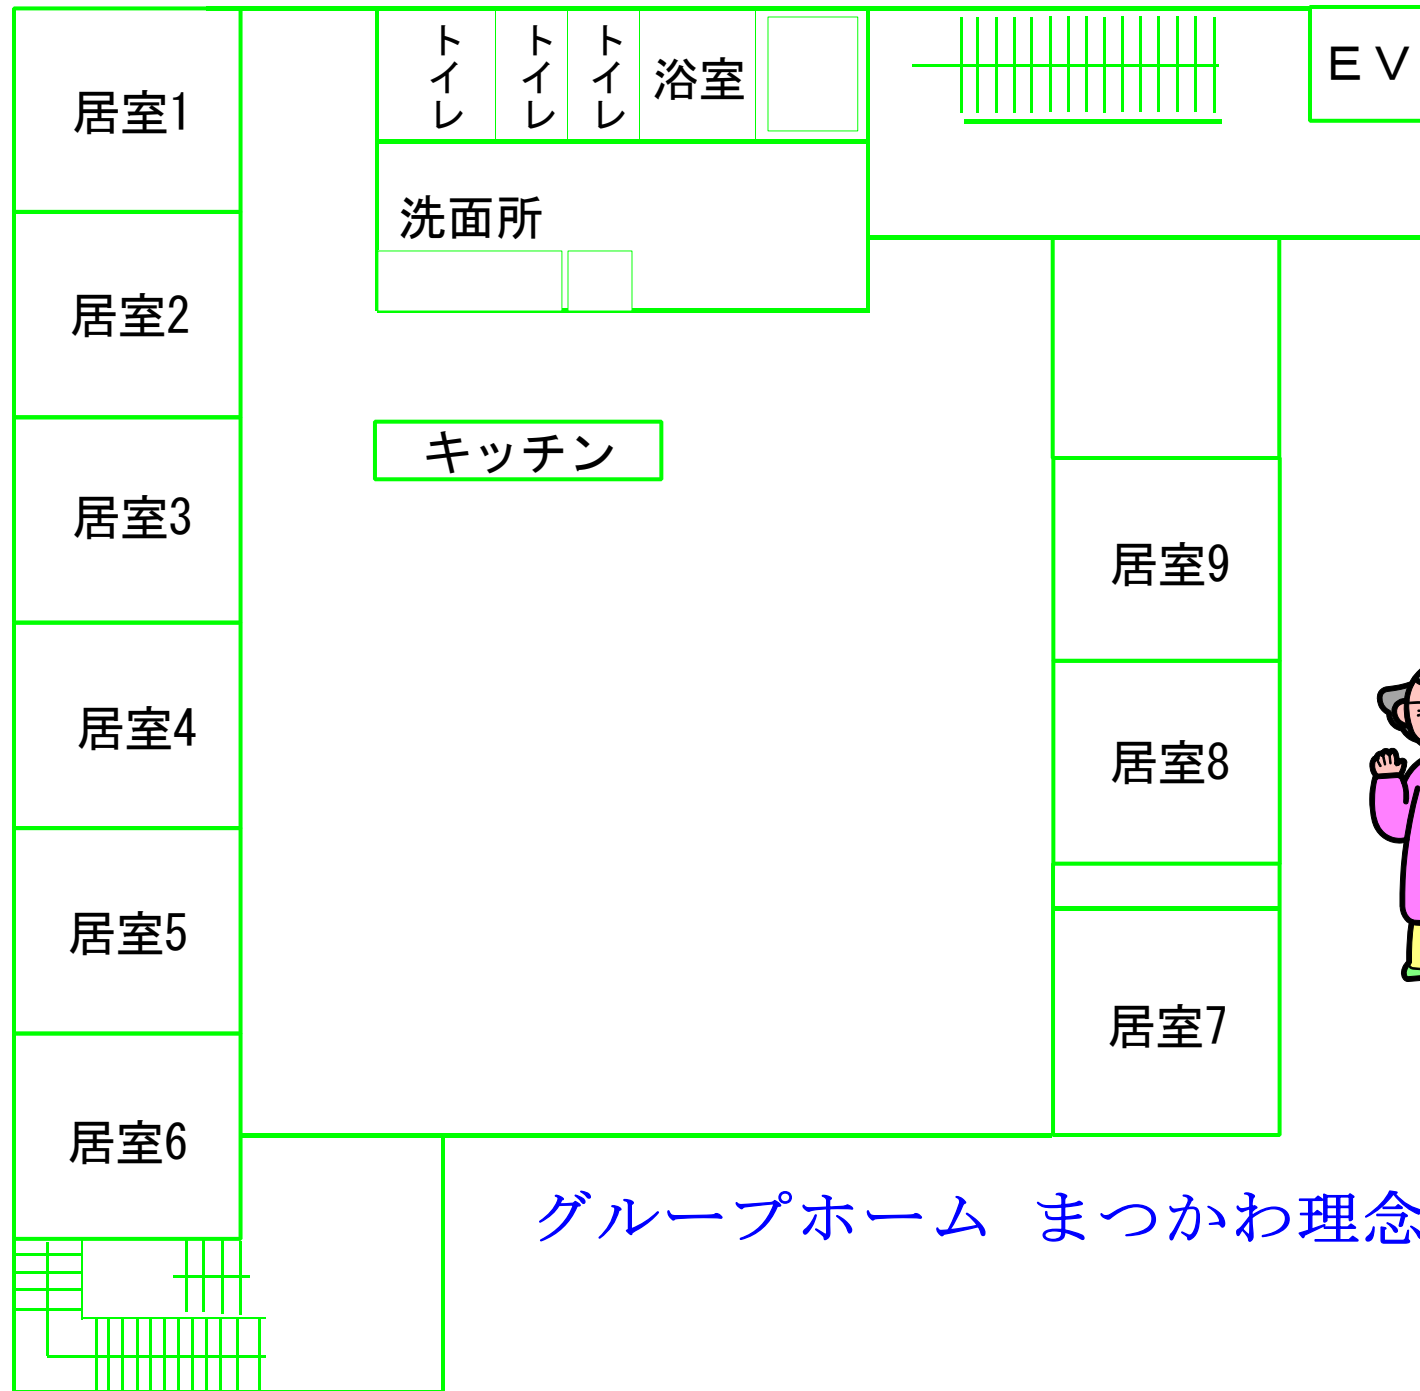 トイレ
トイレ
トイレ
浴室
EV
居室1
洗面所
居室2
キッチン
居室3
居室9
居室4
居室8
居室5
居室7
居室6
グループホーム まつかわ理念